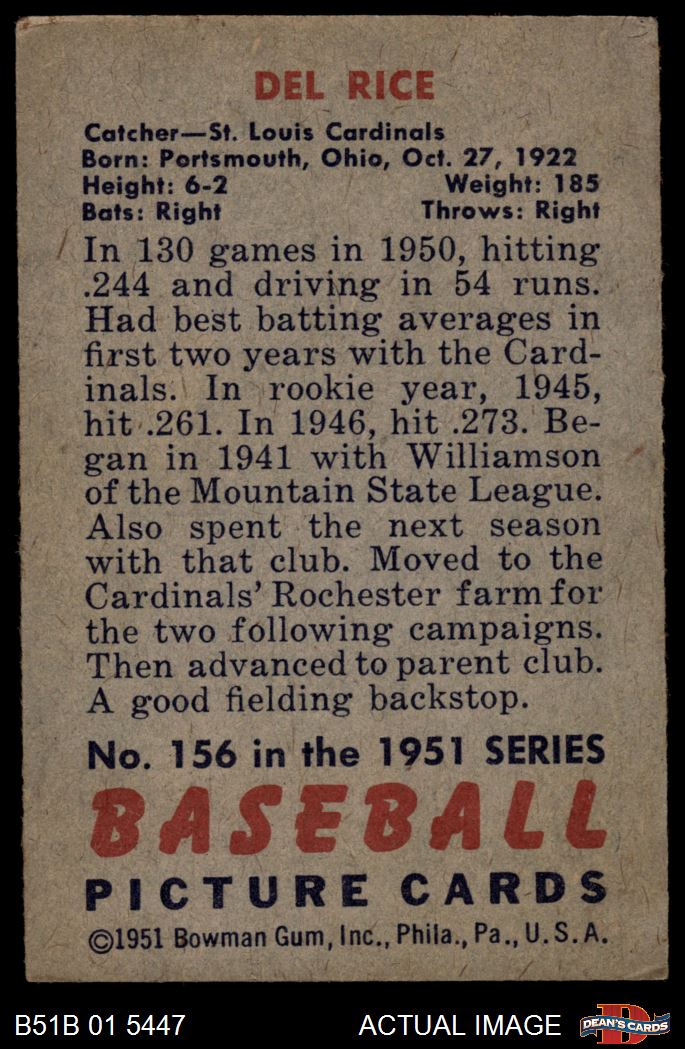 DEL RICE
Catcher—St. Louis Cardinals
Born: Portsmouth, Ohio, Oct. 27, 1922
Height: 6-2 Weight: 185
Bats: Right Throws: Right
In 130 games in 1950, hitting
.244 and driving in 54 runs.
Had best batting averages in
first two years with the Card-
inals. In rookie year, 1945,
hit .261. In 1946, hit .273. Be-
gan in 1941 with Williamson
of the Mountain State League.
Also spent the next season
with that club. Moved to the
Cardinals' Rochester farm for
the two following campaigns.
Then advanced to parent club.
A good fielding backstop.
No. 156 in the 1951 SERIES
BASEBALL
PICTURE CARDS
©1951 Bowman Gum, Inc., Phila., Pa., U.S.A.
B51B 01 5447 ACTUAL IMAGE
D
DEAN'S CARDS